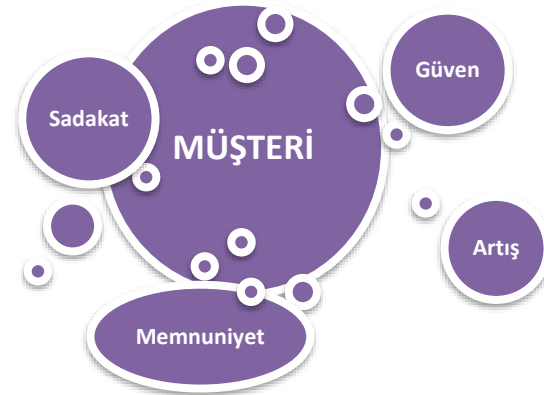 Güven
Sadakat
MÜŞTERİ
Artış
Memnuniyet